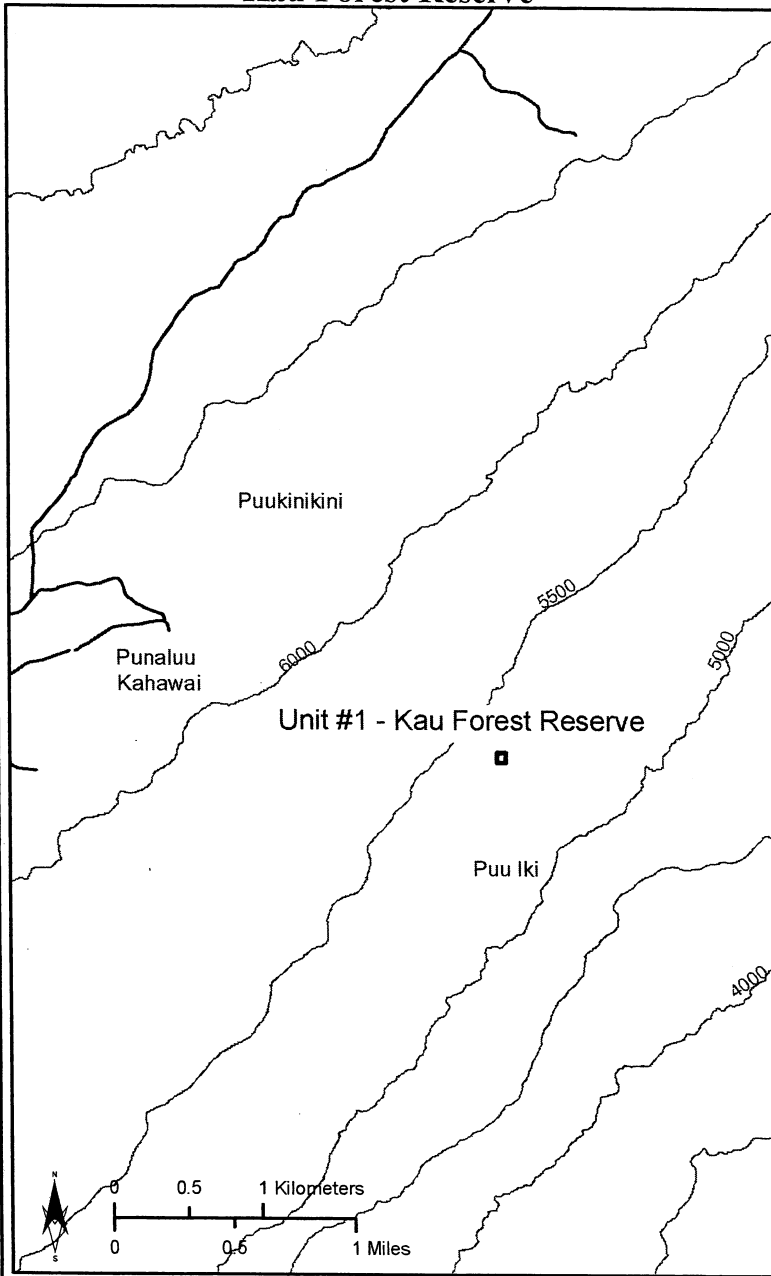 Kau Forest Reserve
Puukinikini
5500
5000
6000
Punaluu
Kahawai
Unit #1 - Kau Forest Reserve
Puu Iki
4000
N
0 0.5 1 Kilometers
S
0 0.5 1 Miles